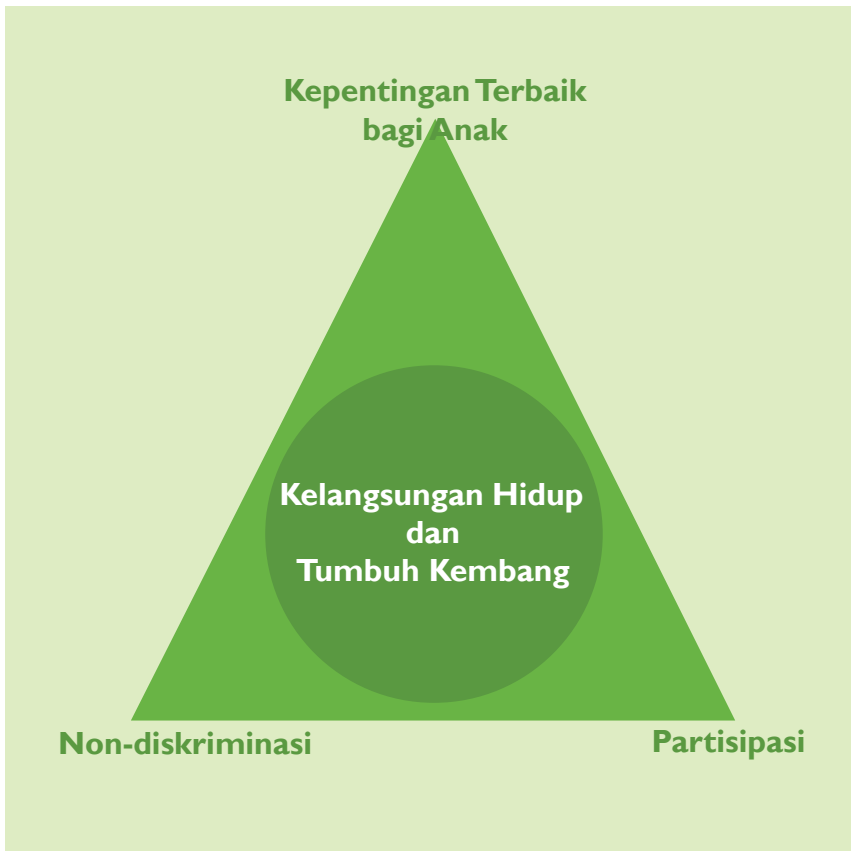 Kepentingan Terbaik
bagi Anak
Kelangsungan Hidup
dan
Tumbuh Kembang
Non-diskriminasi
Partisipasi